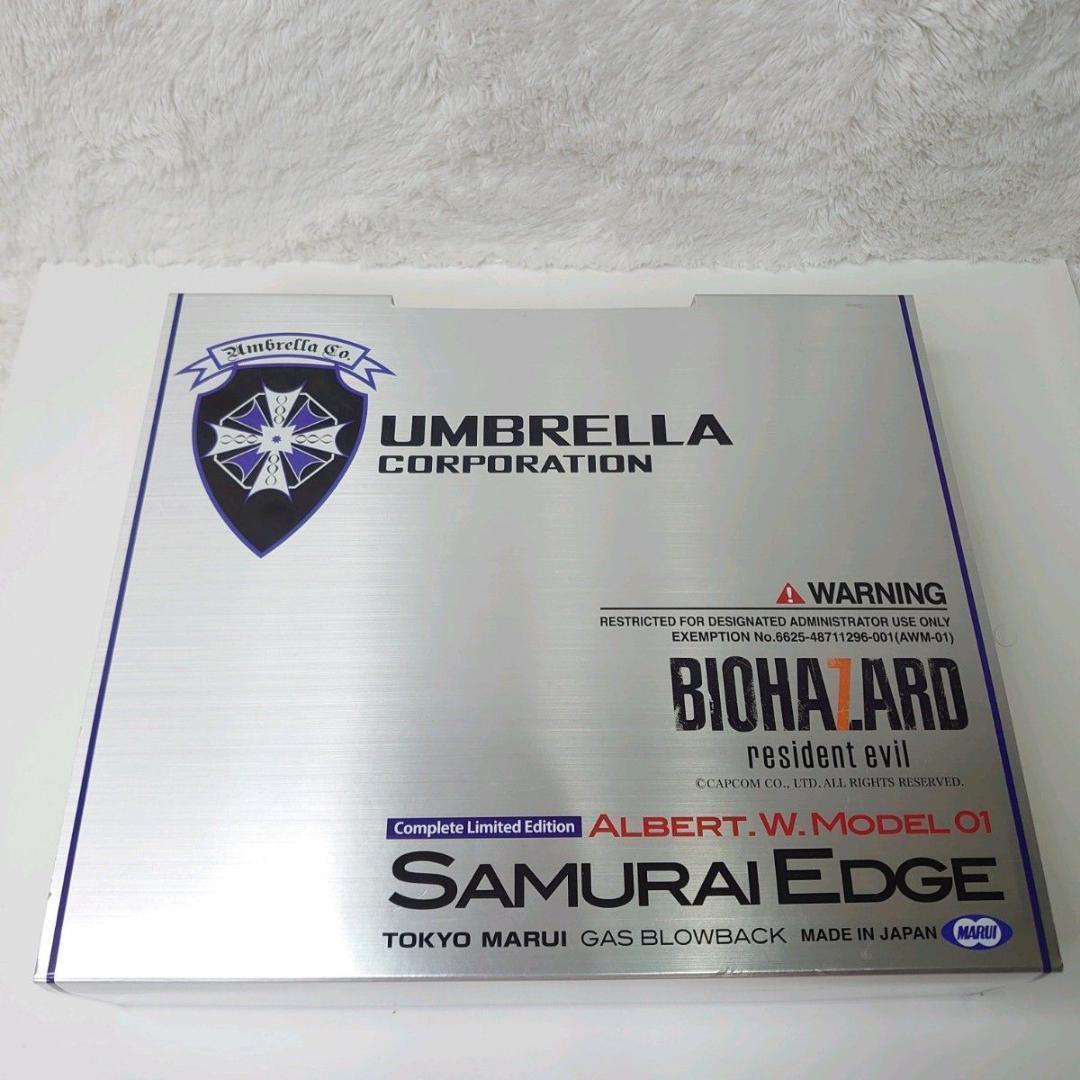 Umbrella Co.
UMBRELLA
CORPORATION
WARNING
RESTRICTED FOR DESIGNATED ADMINISTRATOR USE ONLY
EXEMPTION No.6625-48711296-001(AWM-01)
BIOHA7ARD
resident evil
©CAPCOM CO., LTD. ALL RIGHTS RESERVED.
Complete Limited Edition ALBERT.W.MODEL 01
SAMURAI EDGE
TOKYO MARUI GAS BLOWBACK MADE IN JAPAN MARUI